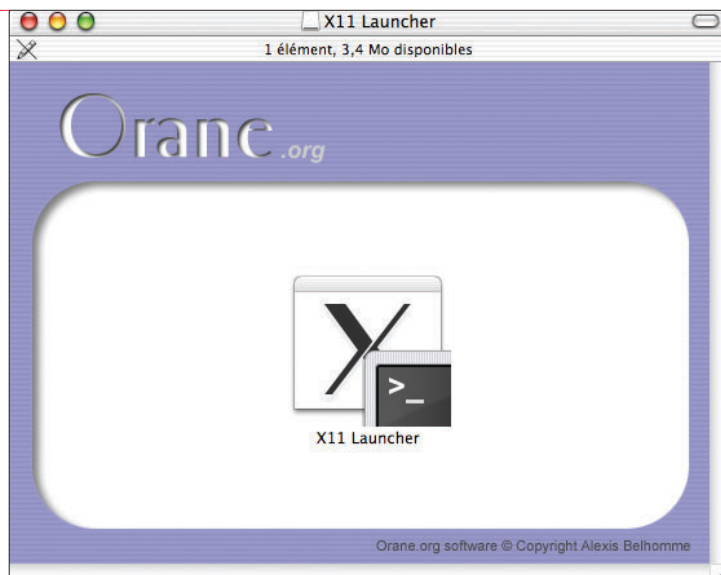 X11 Launcher
1 élément, 3,4 Mo disponibles
Orane.org
X
>_
X11 Launcher
Orane.org software © Copyright Alexis Belhomme